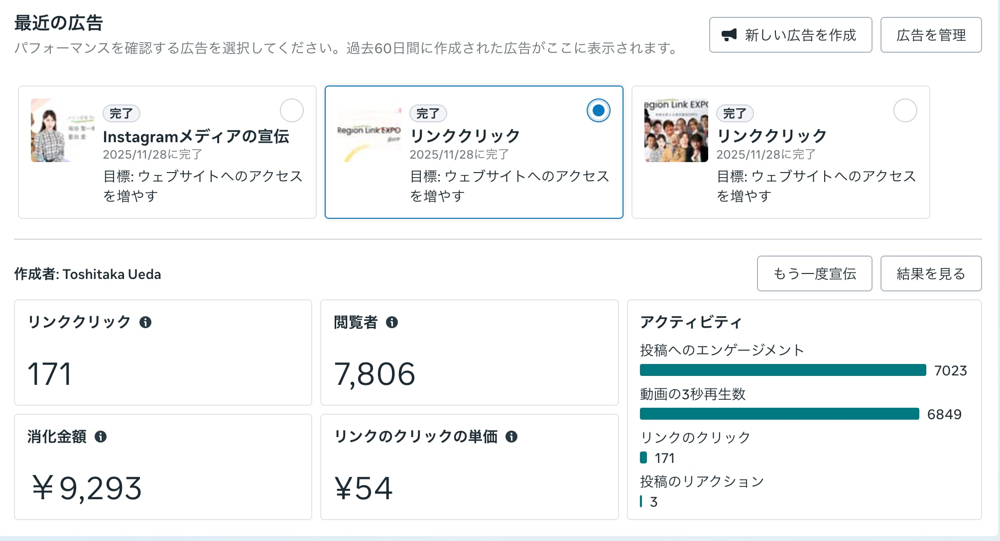 最近の広告
パフォーマンスを確認する広告を選択してください。過去60日間に作成された広告がここに表示されます。
新しい広告を作成
広告を管理
完了
Instagramメディアの宣伝
2025/11/28に完了
目標: ウェブサイトへのアクセス
を増やす
Region Link EXPO
完了
リンククリック
2025/11/28に完了
目標: ウェブサイトへのアクセス
を増やす
egion Link EXPO
完了
リンククリック
2025/11/28に完了
目標: ウェブサイトへのアクセス
を増やす
作成者: Toshitaka Ueda
もう一度宣伝
結果を見る
リンククリック
171
閲覧者
7,806
消化金額
￥9,293
リンクのクリックの単価
¥54
アクティビティ
投稿へのエンゲージメント
7023
動画の3秒再生数
6849
リンクのクリック
171
投稿のリアクション
3